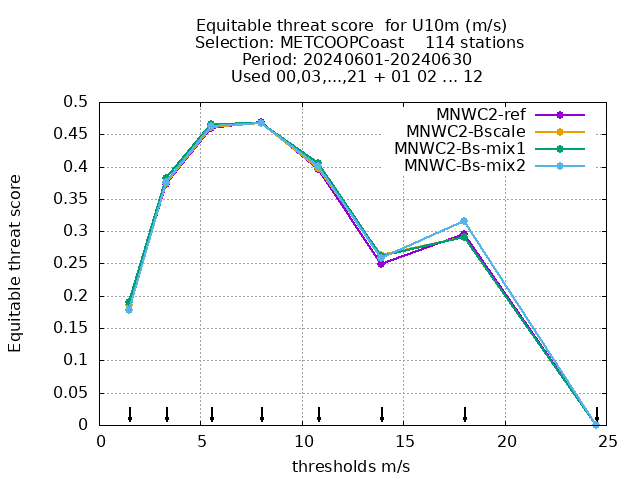 Equitable threat score  for U10m (m/s)
Selection: METCOOPCoast    114 stations
Period: 20240601-20240630
Used 00,03,...,21 + 01 02 ... 12
MNWC2-ref
MNWC2-Bscale
MNWC2-Bs-mix1
MNWC-Bs-mix2
Equitable threat score
0.5
0.45
0.4
0.35
0.3
0.25
0.2
0.15
0.1
0.05
0
0 5 10 15 20 25
thresholds m/s